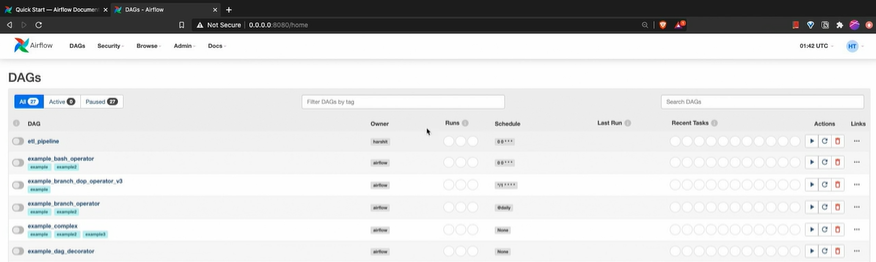 Quick Start — Airflow Documen
DAGs - Airflow
Not Secure 0.0.0.0:8080/home
Airflow DAGs Security Browse Admin Docs 01:42 UTC HT
DAGs
All 27 Active 0 Paused 27 Filter DAGs by tag Search DAGs
DAG Owner Runs Schedule Last Run Recent Tasks Actions Links
etl_pipeline harshit 0 0 * * *
example_bash_operator airflow 0 0 * * *
example example2
example_branch_dop_operator_v3 airflow */1 * * * *
example
example_branch_operator airflow @daily
example example2
example_complex airflow None
example example2 example3
example_dag_decorator airflow None